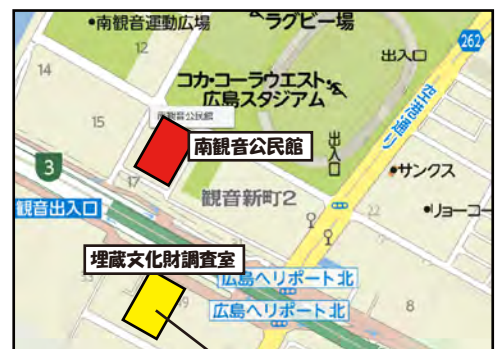 •南観音運動広場
ラグビー場
262
12
出入口
14
コカ・コーラウエスト・
広島スタジアム
空港通り
15
南観音公民館
南観音公民館
出入口
•サンクス
3
17
観音新町2
22
•リョーコー
観音出入口
埋蔵文化財調査室
広島ヘリポート北
9
8
広島ヘリポート北